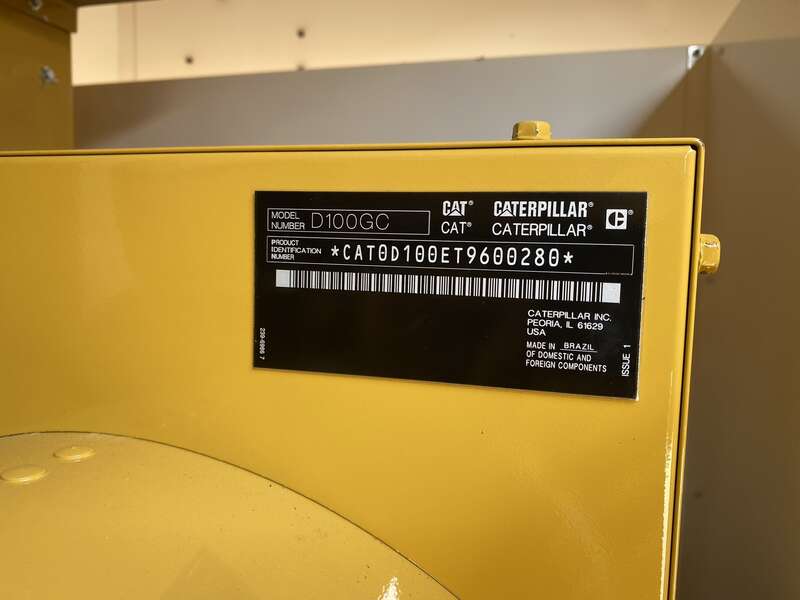 MODEL NUMBER D100GC
CAT® CATERPILLAR® C®
CAT® CATERPILLAR®
PRODUCT IDENTIFICATION NUMBER *CAT0D100ET9600280*
CATERPILLAR INC.
PEORIA, IL 61629
USA
MADE IN BRAZIL
OF DOMESTIC AND
FOREIGN COMPONENTS
ISSUE 1